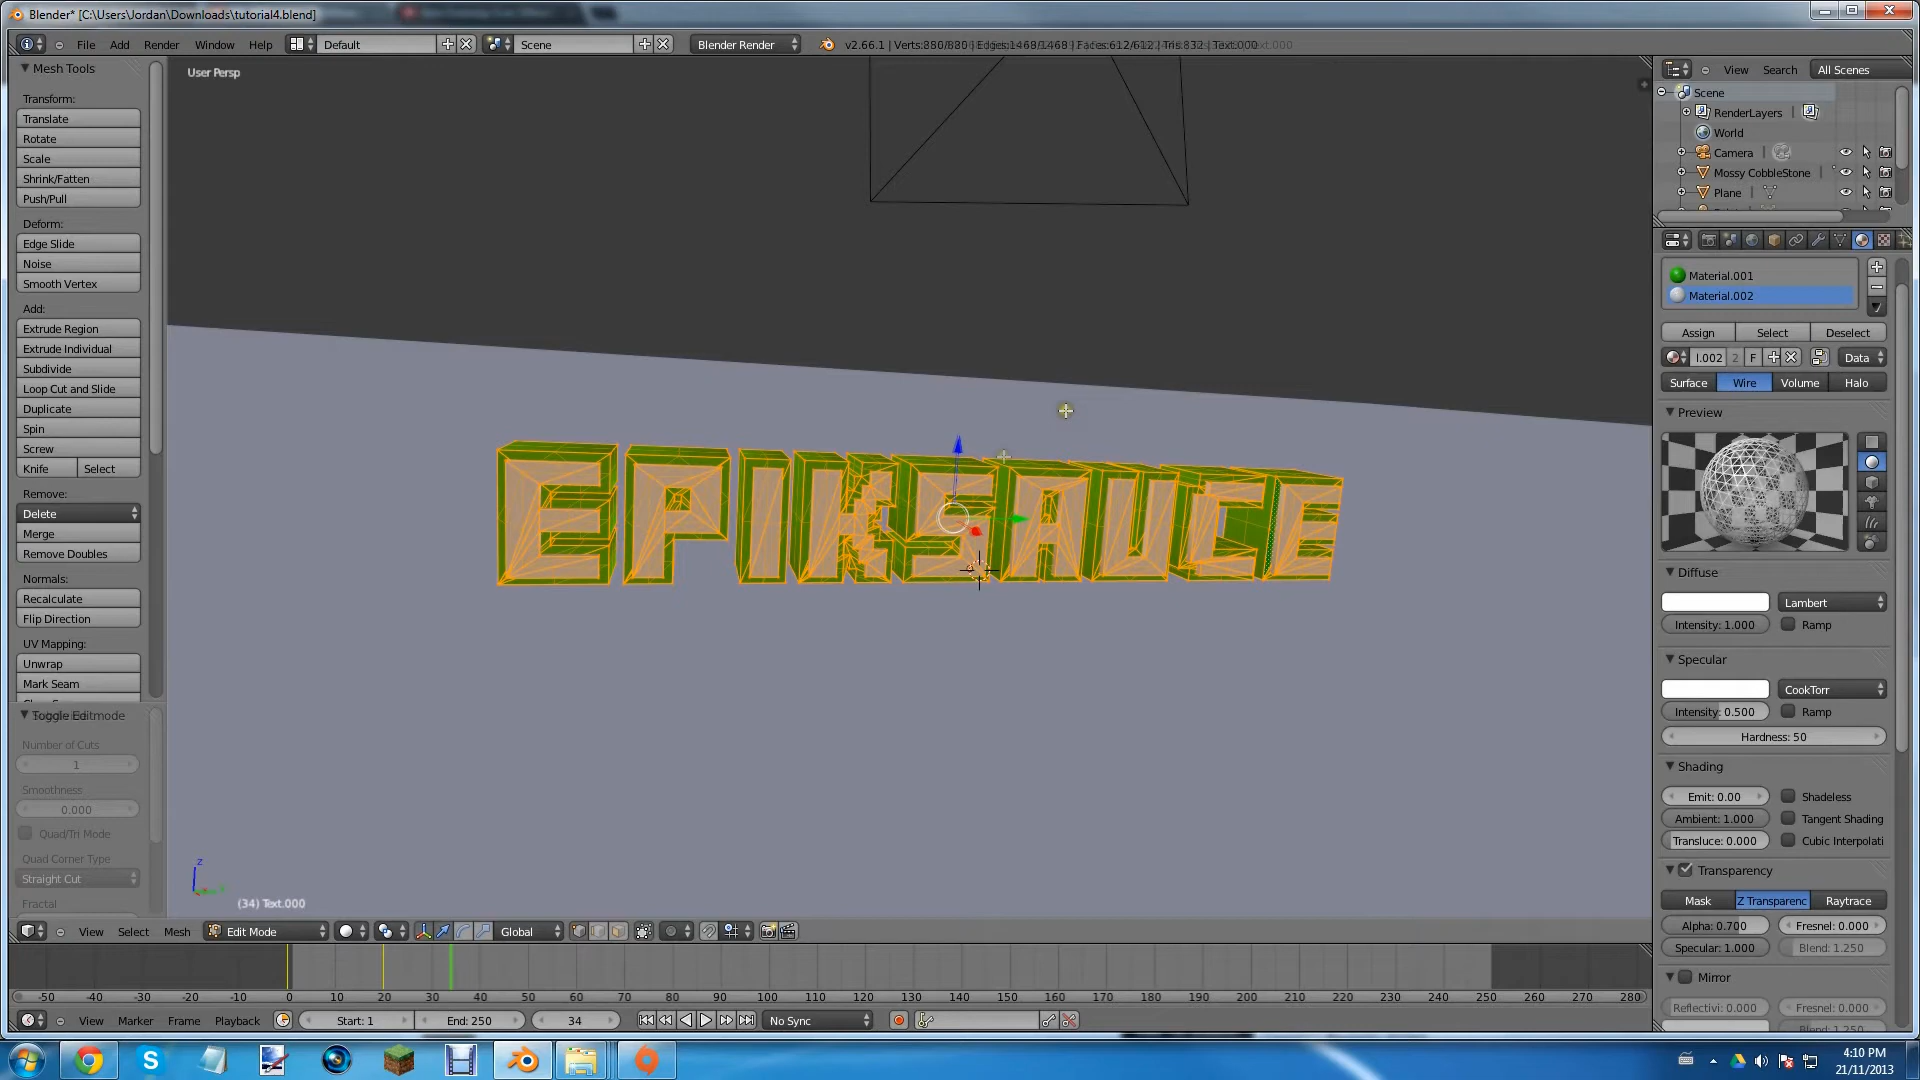 Blender* [C:\Users\Jordan\Downloads\tutorial4.blend]
File Add Render Window Help Default Scene Blender Render v2.66.1 | Verts:880/880 | Edges:1468/1468 | Faces:612/612 | Tris:832 | Text.000
Mesh Tools
Transform:
Translate
Rotate
Scale
Shrink/Fatten
Push/Pull
Deform:
Edge Slide
Noise
Smooth Vertex
Add:
Extrude Region
Extrude Individual
Subdivide
Loop Cut and Slide
Duplicate
Spin
Screw
Knife Select
Remove:
Delete
Merge
Remove Doubles
Normals:
Recalculate
Flip Direction
UV Mapping:
Unwrap
Mark Seam
Toggle Editmode
Number of Cuts
1
Smoothness
0.000
Quad/Tri Mode
Quad Corner Type
Straight Cut
Fractal
User Persp
EPIKSAUCE
z
(34) Text.000
View Select Mesh Edit Mode Global
-50 -40 -30 -20 -10 0 10 20 30 40 50 60 70 80 90 100 110 120 130 140 150 160 170 180 190 200 210 220 230 240 250 260 270 280
View Marker Frame Playback Start: 1 End: 250 34 No Sync
View Search All Scenes
Scene
RenderLayers
World
Camera
Mossy CobbleStone
Plane
Material.001
Material.002
Assign Select Deselect
l.002 2 F Data
Surface Wire Volume Halo
Preview
Diffuse
Lambert
Intensity: 1.000 Ramp
Specular
CookTorr
Intensity: 0.500 Ramp
Hardness: 50
Shading
Emit: 0.00 Shadeless
Ambient: 1.000 Tangent Shading
Transluce: 0.000 Cubic Interpolati
Transparency
Mask Z Transparenc Raytrace
Alpha: 0.700 Fresnel: 0.000
Specular: 1.000 Blend: 1.250
Mirror
Reflectivi: 0.000 Fresnel: 0.000
Blend: 1.250
4:10 PM
21/11/2013